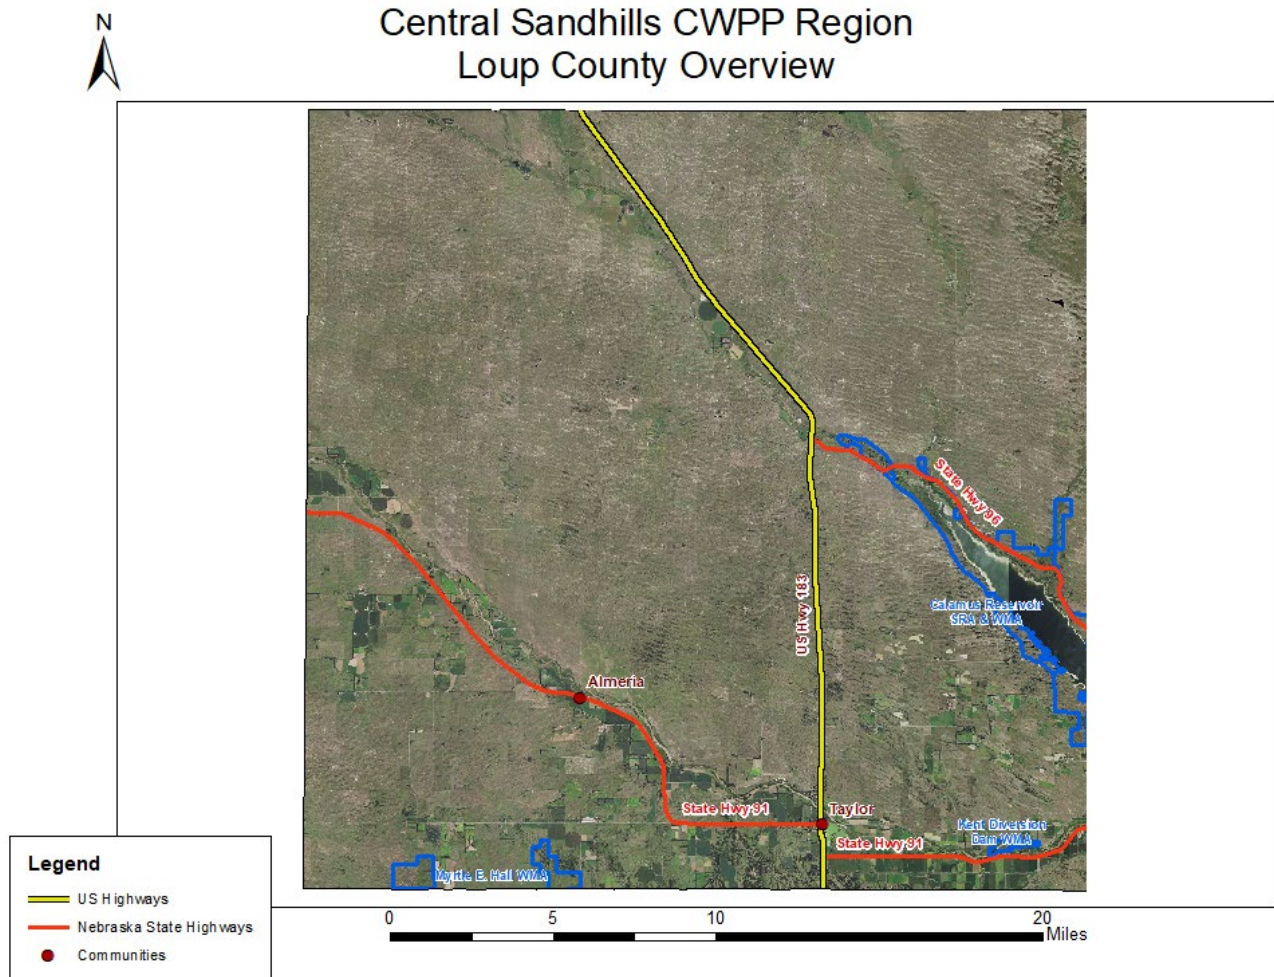 Central Sandhills CWPP Region
Loup County Overview
N
State Hwy 96
US Hwy 183
Calamus Reservoir
SRA & WMA
Almeria
State Hwy 91
Taylor
Kent Diversion
Dam WMA
State Hwy 91
Myrtle E. Hall WMA
Legend
US Highways
Nebraska State Highways
Communities
0 5 10 20
Miles